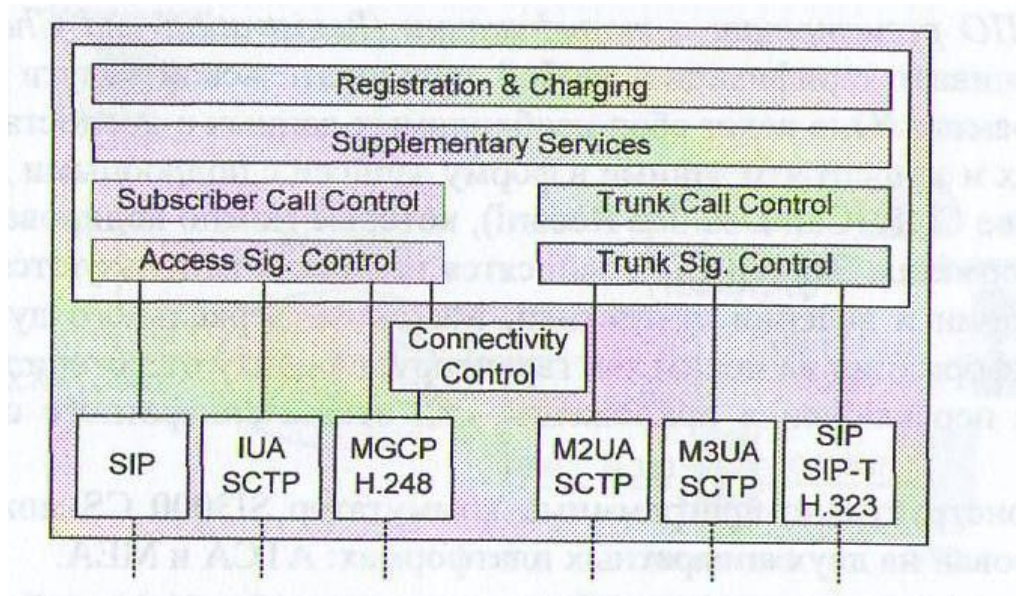 Registration & Charging
Supplementary Services
Subscriber Call Control
Trunk Call Control
Access Sig. Control
Trunk Sig. Control
Connectivity
Control
SIP
IUA
SCTP
MGCP
H.248
M2UA
SCTP
M3UA
SCTP
SIP
SIP-T
H.323